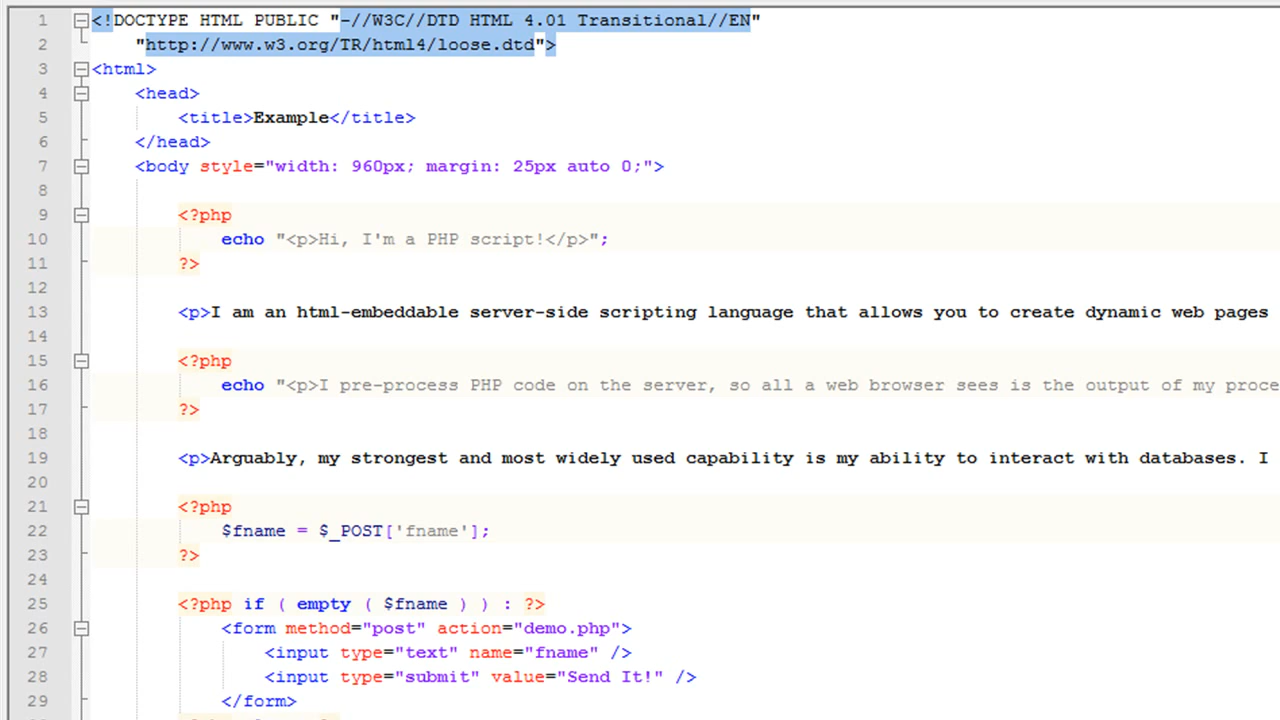 1 <!DOCTYPE HTML PUBLIC "-//W3C//DTD HTML 4.01 Transitional//EN"
2 "http://www.w3.org/TR/html4/loose.dtd">
3 <html>
4 <head>
5 <title>Example</title>
6 </head>
7 <body style="width: 960px; margin: 25px auto 0;">
8
9 <?php
10 echo "<p>Hi, I'm a PHP script!</p>";
11 ?>
12
13 <p>I am an html-embeddable server-side scripting language that allows you to create dynamic web pages
14
15 <?php
16 echo "<p>I pre-process PHP code on the server, so all a web browser sees is the output of my proce
17 ?>
18
19 <p>Arguably, my strongest and most widely used capability is my ability to interact with databases. I
20
21 <?php
22 $fname = $_POST['fname'];
23 ?>
24
25 <?php if ( empty ( $fname ) ) : ?>
26 <form method="post" action="demo.php">
27 <input type="text" name="fname" />
28 <input type="submit" value="Send It!" />
29 </form>